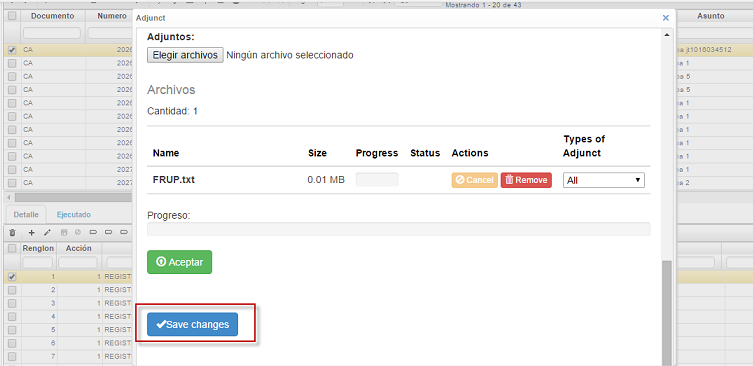 Mostrando 1 - 20 de 43
Documento Numero Asunto
CA 2026 a jt1016034512
CA 2026 a 1
CA 2026 a 5
CA 2026 a 5
CA 2026 a 1
CA 2026 a 1
CA 2026 a 1
CA 2026 a 1
CA 2026 a 1
CA 2026 a 1
CA 2027 a 2
Detalle Ejecutado
Renglon Acción
1 1 REGIST
2 1 REGIST
3 1 REGIST
4 1 REGIST
5 1 REGIST
6 1 REGIST
7 1 REGIST
Adjunct
×
Adjuntos:
Elegir archivos Ningún archivo seleccionado
Archivos
Cantidad: 1
Name Size Progress Status Actions Types of
Adjunct
FRUP.txt 0.01 MB Cancel Remove All
Progreso:
Aceptar
Save changes